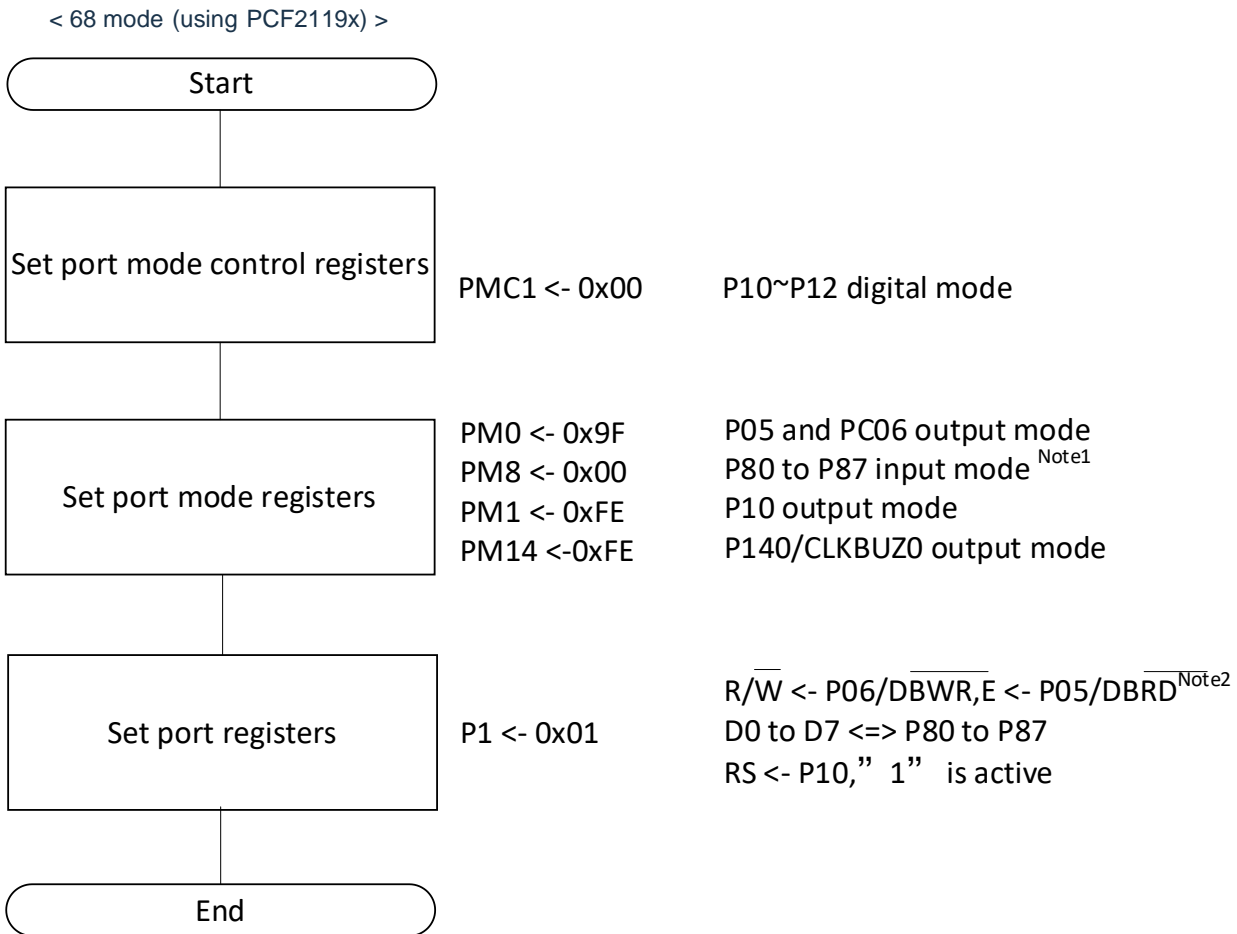 < 68 mode (using PCF2119x) >
Start
Set port mode control registers
PMC1 <- 0x00 P10~P12 digital mode
Set port mode registers
PM0 <- 0x9F P05 and PC06 output mode
PM8 <- 0x00 P80 to P87 input mode Note1
PM1 <- 0xFE P10 output mode
PM14 <-0xFE P140/CLKBUZ0 output mode
Set port registers
P1 <- 0x01
R/W <- P06/DBWR,E <- P05/DBRD Note2
D0 to D7 <=> P80 to P87
RS <- P10,” 1” is active
End